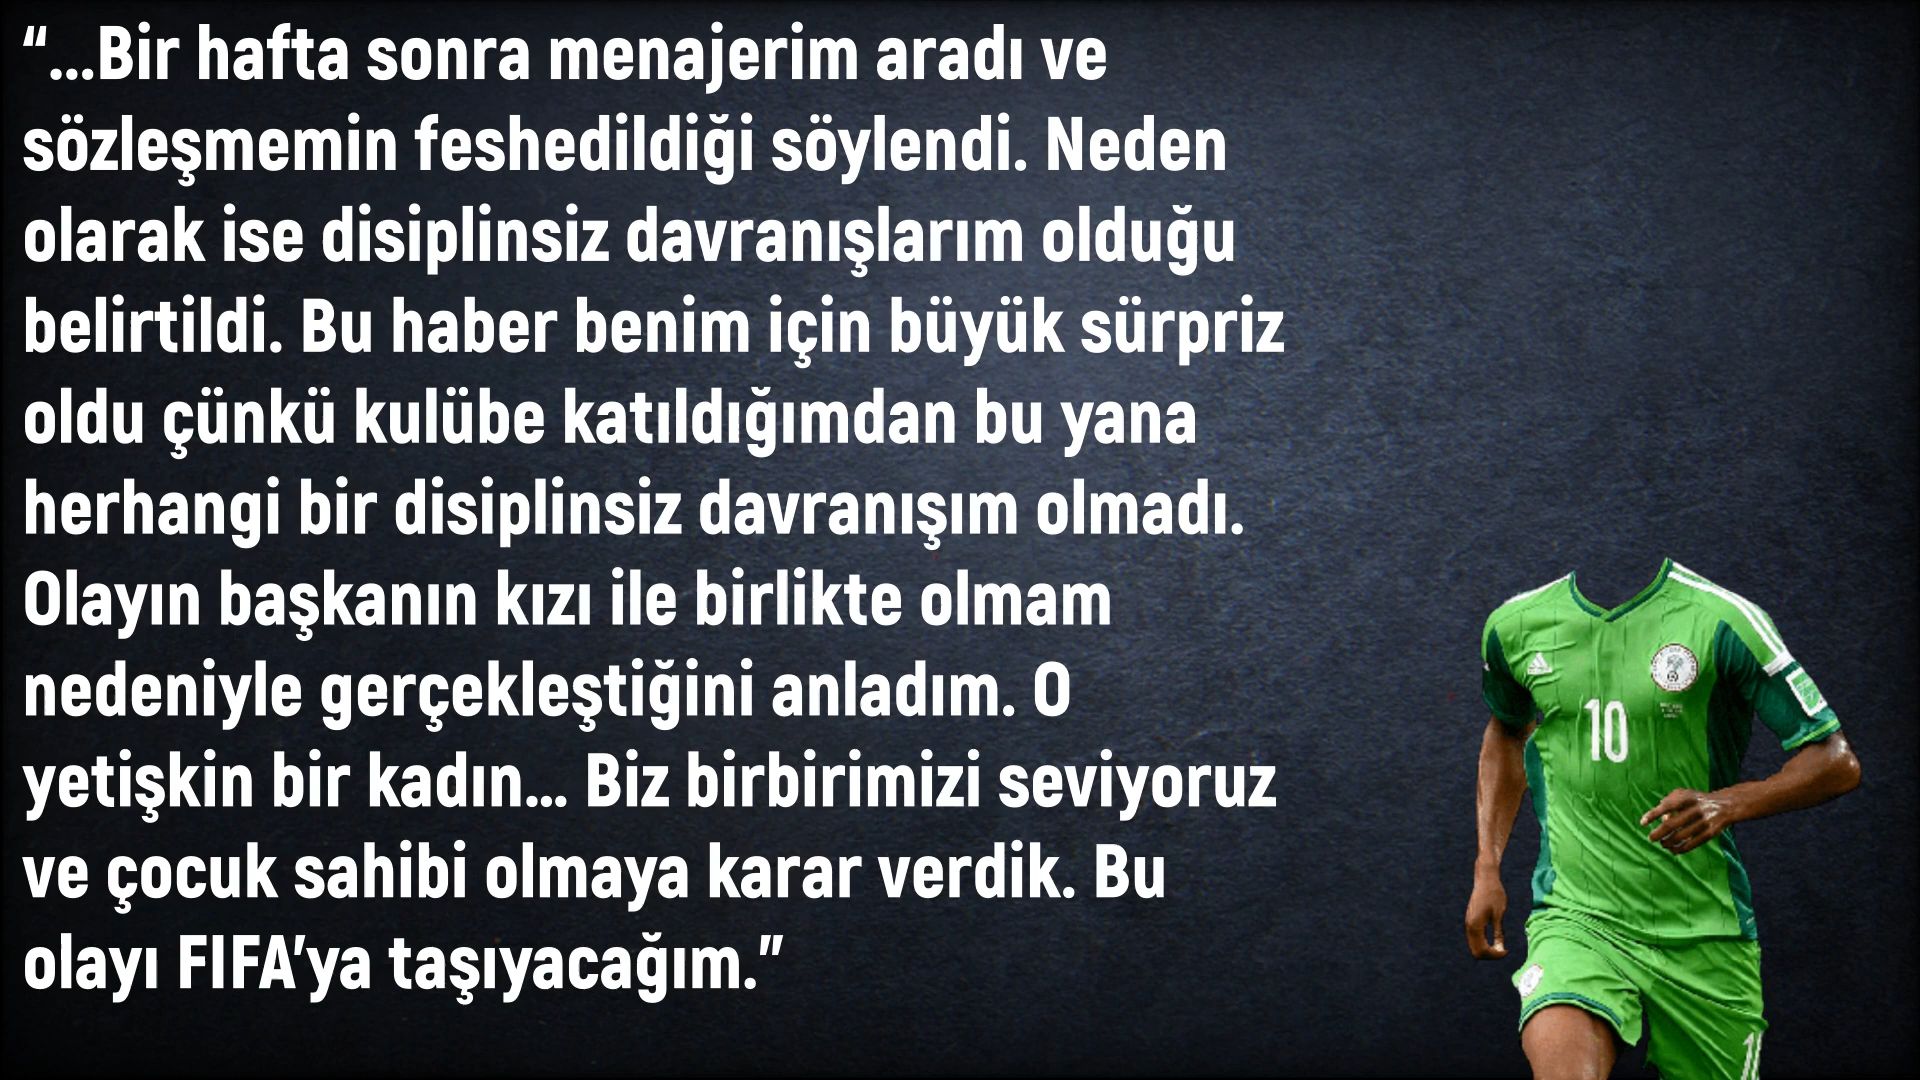 “...Bir hafta sonra menajerim aradı ve
sözleşmemin feshedildiği söylendi. Neden
olarak ise disiplinsiz davranışlarım olduğu
belirtildi. Bu haber benim için büyük sürpriz
oldu çünkü kulübe katıldığımdan bu yana
herhangi bir disiplinsiz davranışım olmadı.
Olayın başkanın kızı ile birlikte olmam
nedeniyle gerçekleştiğini anladım. O
yetişkin bir kadın... Biz birbirimizi seviyoruz
ve çocuk sahibi olmaya karar verdik. Bu
olayı FIFA’ya taşıyacağım.”
10